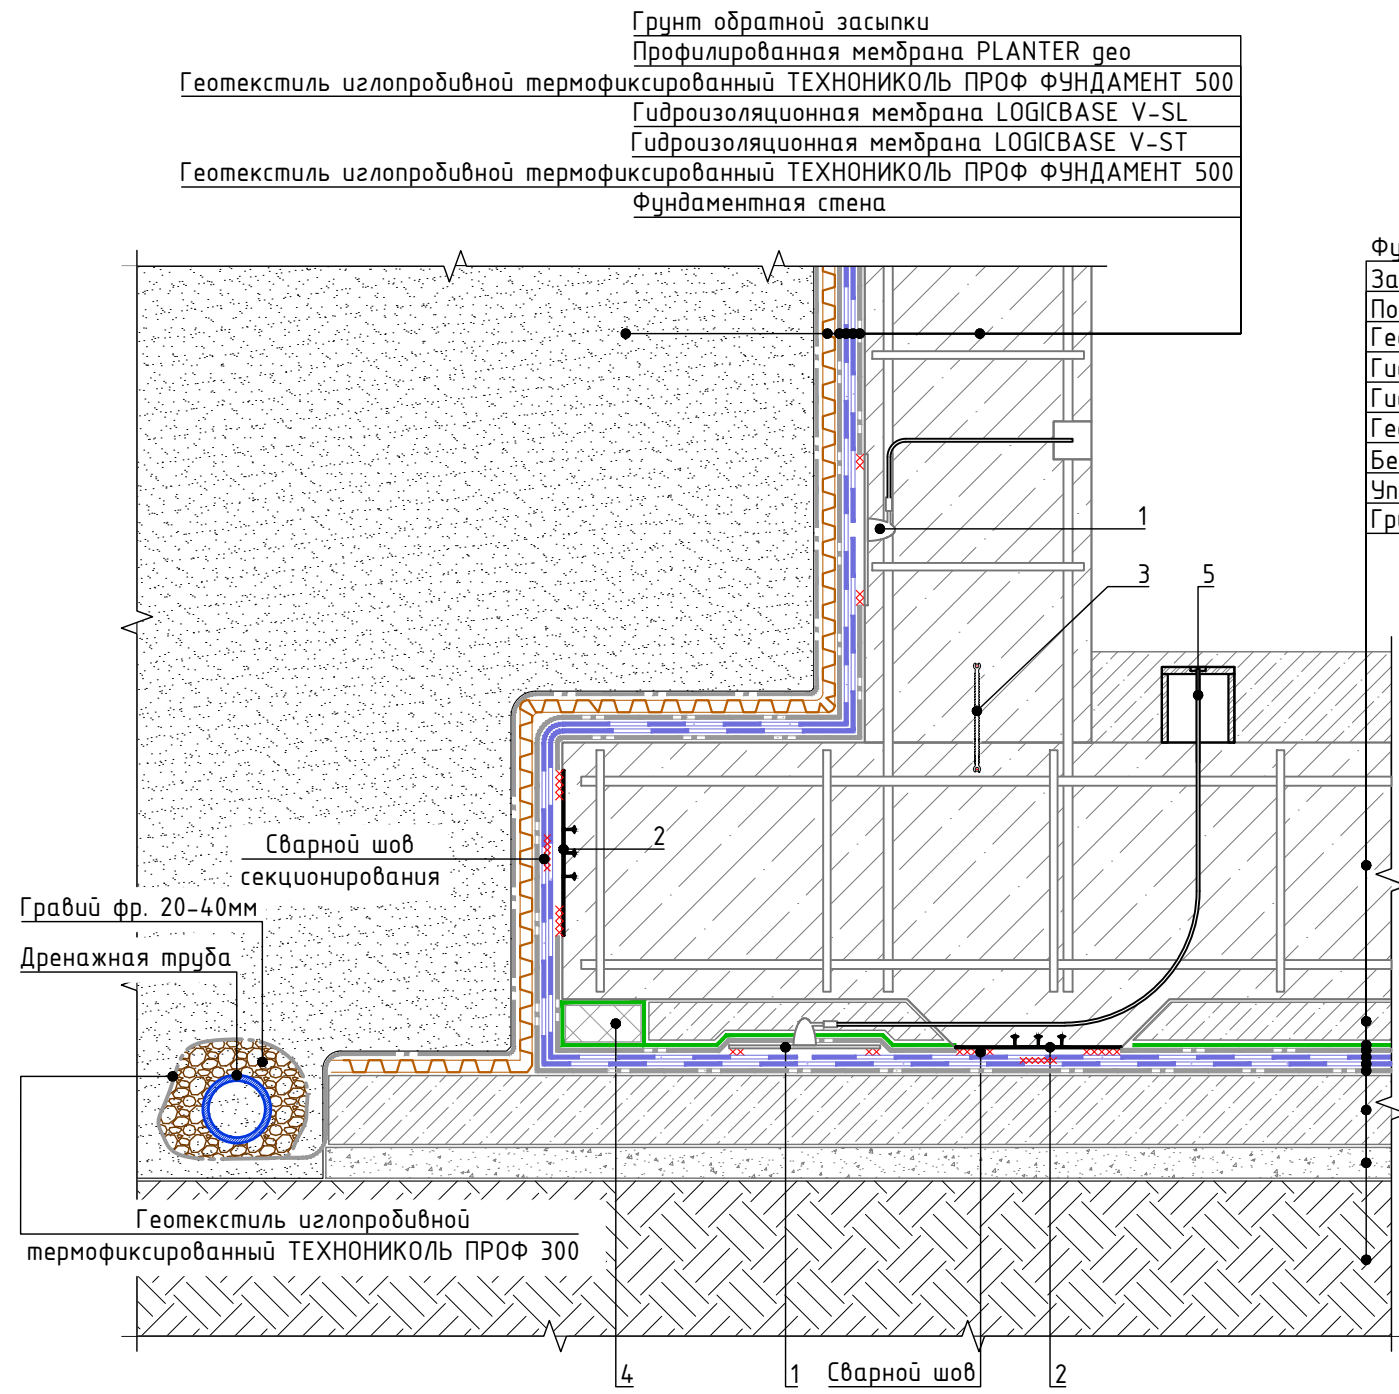 Грунт обратной засыпки
Профилированная мембрана PLANTER geo
Геотекстиль иглопробивной термофиксированный ТЕХНОНИКОЛЬ ПРОФ ФУНДАМЕНТ 500
Гидроизоляционная мембрана LOGICBASE V-SL
Гидроизоляционная мембрана LOGICBASE V-ST
Геотекстиль иглопробивной термофиксированный ТЕХНОНИКОЛЬ ПРОФ ФУНДАМЕНТ 500
Фундаментная стена
1
3
5
2
Сварной шов
секционирования
Гравий фр. 20-40мм
Дренажная труба
Геотекстиль иглопробивной
термофиксированный ТЕХНОНИКОЛЬ ПРОФ 300
4
1
Сварной шов
2